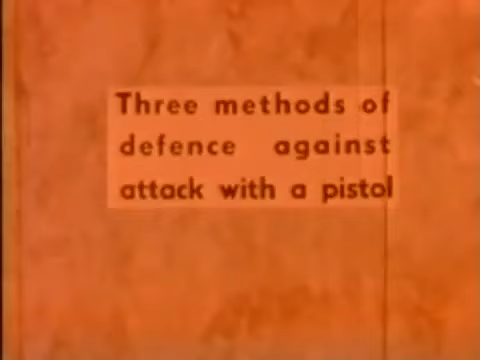 Three methods of
defence against
attack with a pistol